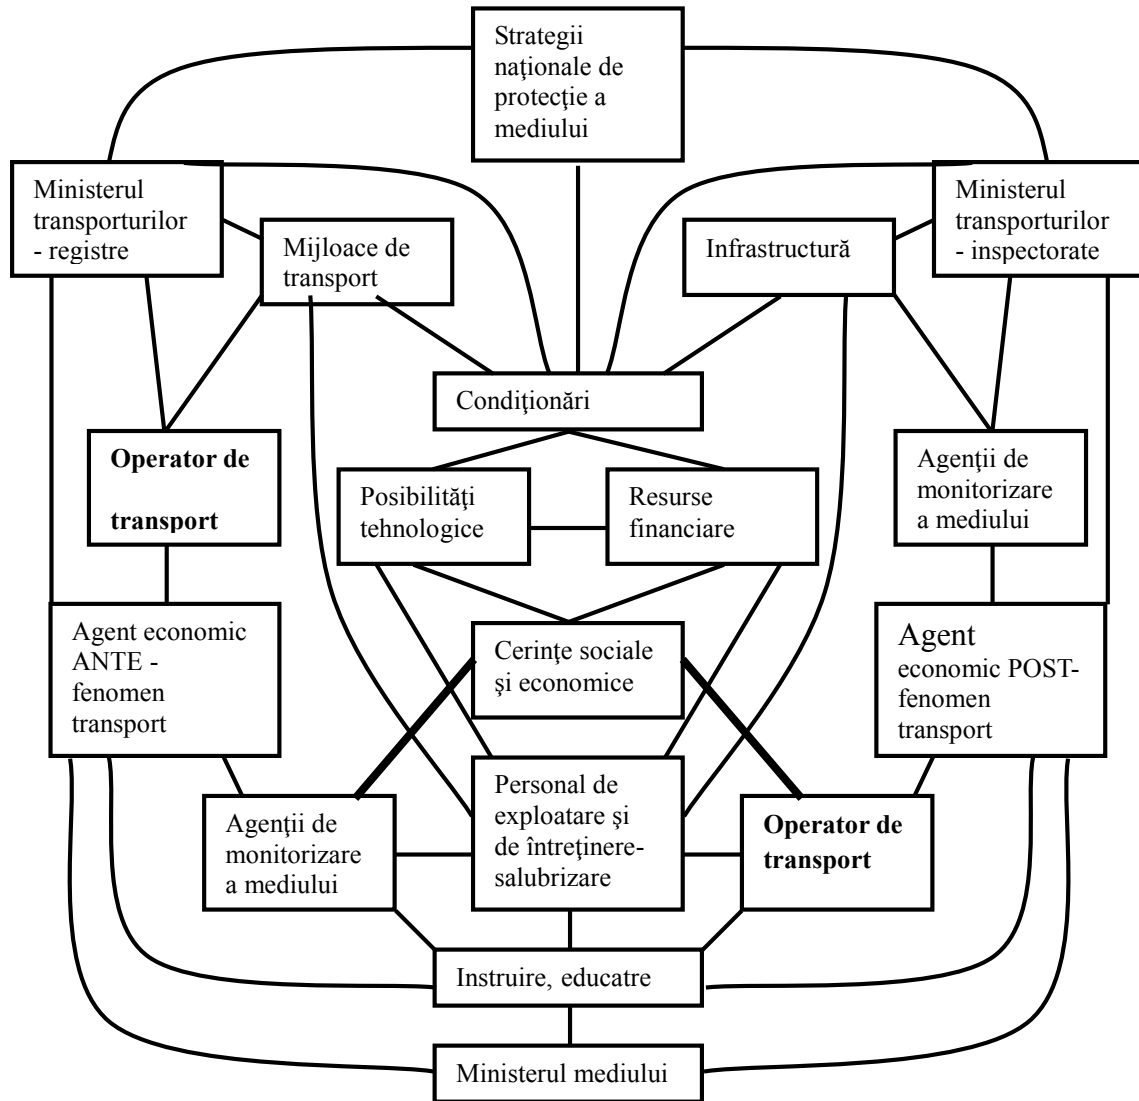 Strategii
naţionale de
protecţie a
mediului
Ministerul
transporturilor
- registre
Mijloace de
transport
Infrastructură
Ministerul
transporturilor
- inspectorate
Condiţionări
Operator de
transport
Posibilităţi
tehnologice
Resurse
financiare
Agenţii de
monitorizare
a mediului
Agent economic
ANTE -
fenomen
transport
Cerinţe sociale
şi economice
Agent
economic POST-
fenomen
transport
Agenţii de
monitorizare
a mediului
Personal de
exploatare şi
de întreţinere-
salubrizare
Operator de
transport
Instruire, educatre
Ministerul mediului